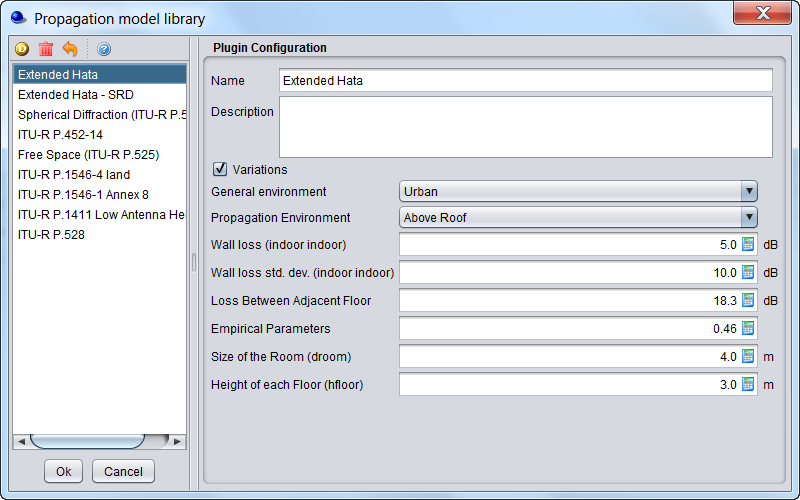 Propagation model library
D
?
Extended Hata
Extended Hata - SRD
Spherical Diffraction (ITU-R P.5
ITU-R P.452-14
Free Space (ITU-R P.525)
ITU-R P.1546-4 land
ITU-R P.1546-1 Annex 8
ITU-R P.1411 Low Antenna He
ITU-R P.528
Ok Cancel
Plugin Configuration
Name Extended Hata
Description
Variations
General environment Urban
Propagation Environment Above Roof
Wall loss (indoor indoor) 5.0 dB
Wall loss std. dev. (indoor indoor) 10.0 dB
Loss Between Adjacent Floor 18.3 dB
Empirical Parameters 0.46
Size of the Room (droom) 4.0 m
Height of each Floor (hfloor) 3.0 m